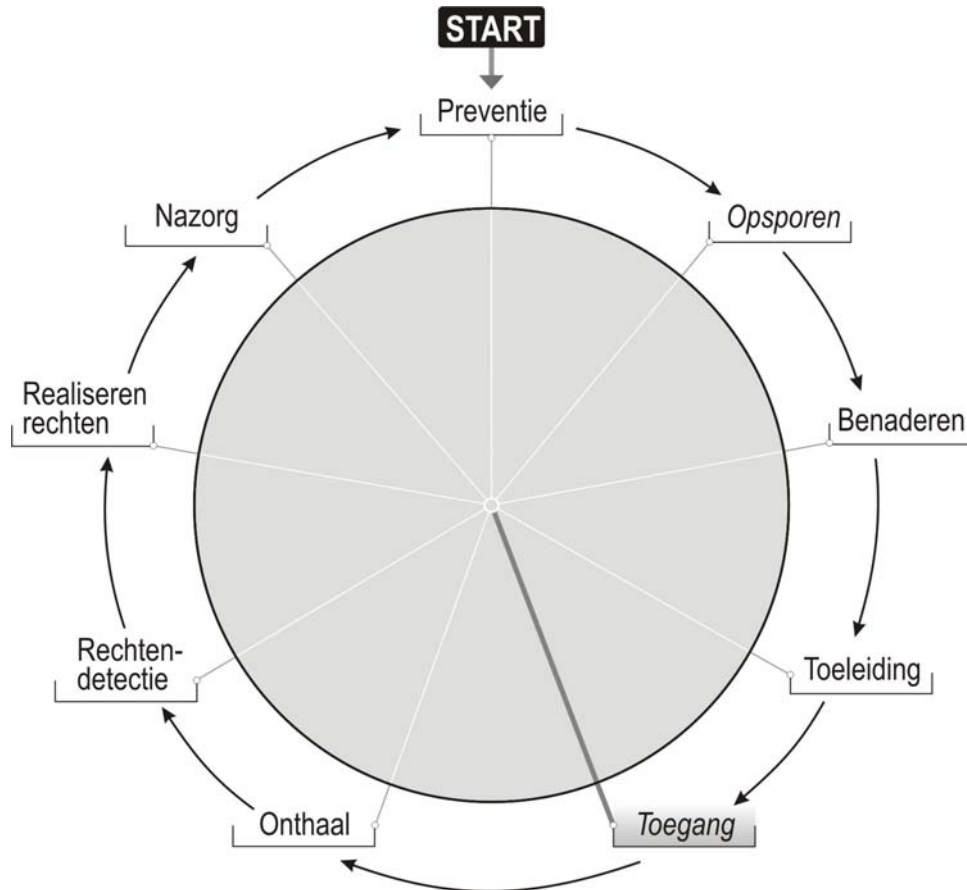 START
Preventie
Opsporen
Benaderen
Toeleiding
Toegang
Onthaal
Rechten-
detectie
Realiseren
rechten
Nazorg